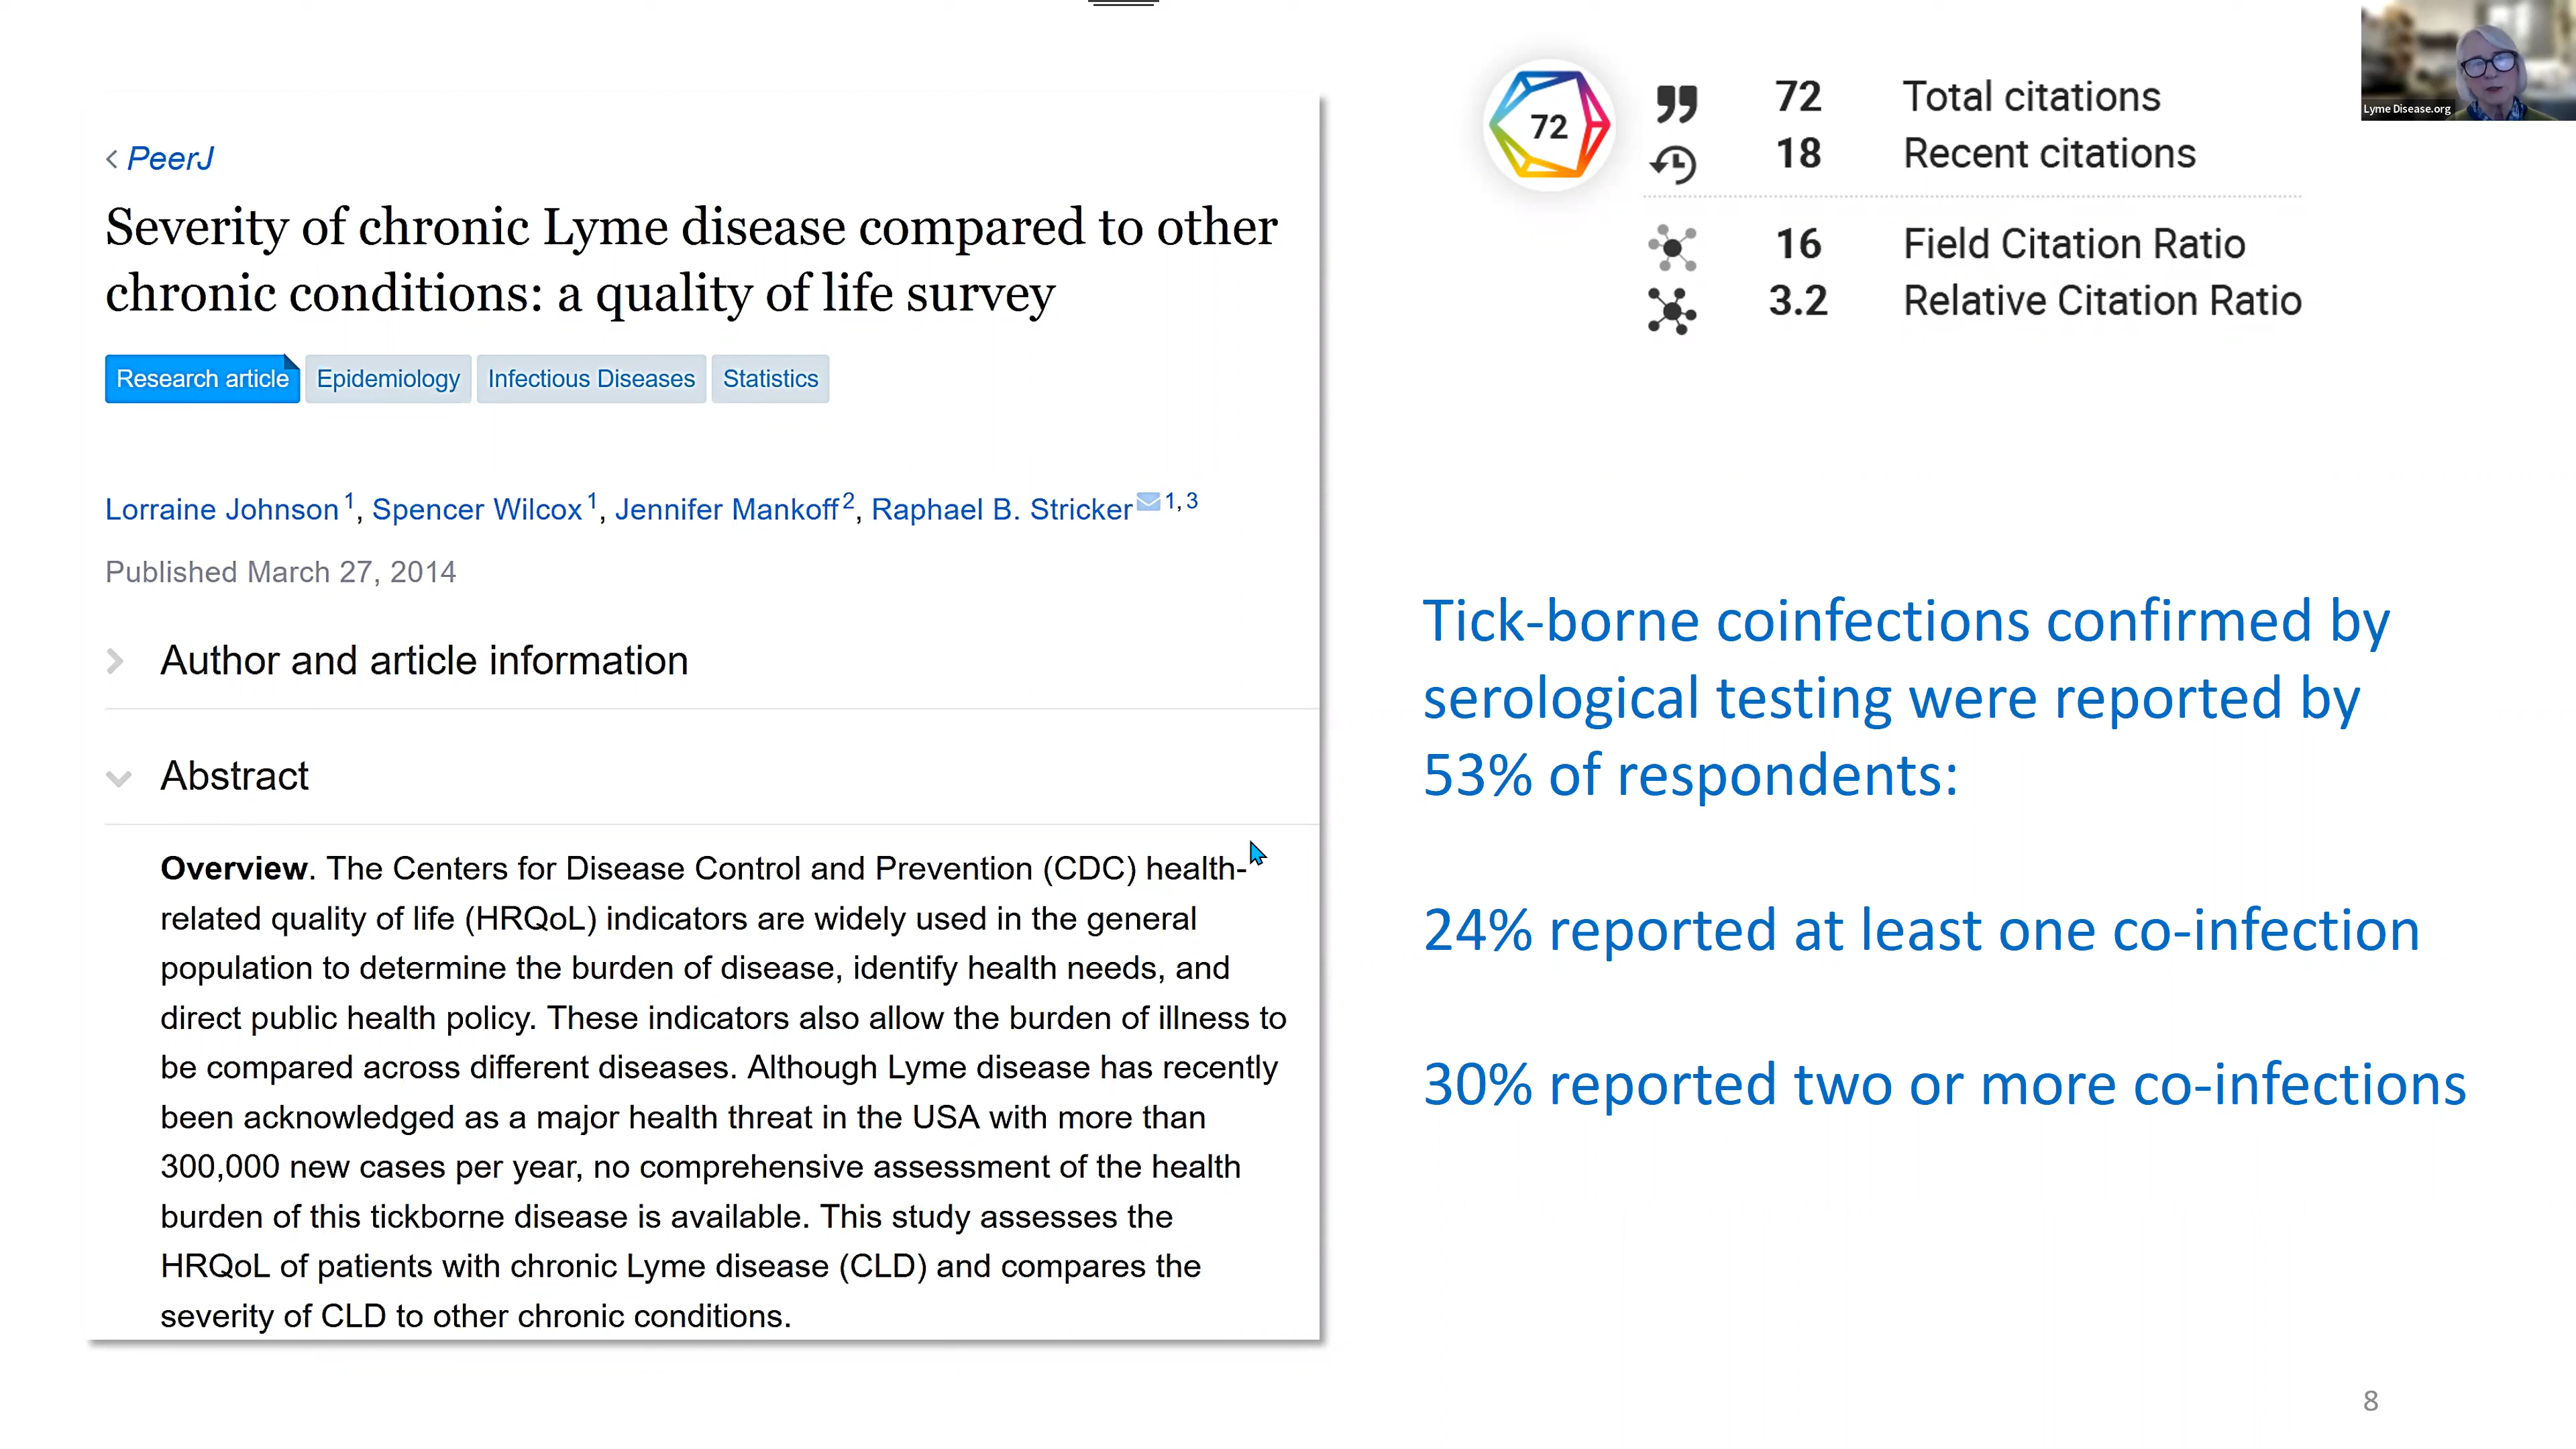 < PeerJ
Severity of chronic Lyme disease compared to other
chronic conditions: a quality of life survey
Research article Epidemiology Infectious Diseases Statistics
Lorraine Johnson 1, Spencer Wilcox 1, Jennifer Mankoff 2, Raphael B. Stricker 1, 3
Published March 27, 2014
Author and article information
Abstract
Overview. The Centers for Disease Control and Prevention (CDC) health-
related quality of life (HRQoL) indicators are widely used in the general
population to determine the burden of disease, identify health needs, and
direct public health policy. These indicators also allow the burden of illness to
be compared across different diseases. Although Lyme disease has recently
been acknowledged as a major health threat in the USA with more than
300,000 new cases per year, no comprehensive assessment of the health
burden of this tickborne disease is available. This study assesses the
HRQoL of patients with chronic Lyme disease (CLD) and compares the
severity of CLD to other chronic conditions.
72
72 Total citations
18 Recent citations
16 Field Citation Ratio
3.2 Relative Citation Ratio
Lyme Disease.org
Tick-borne coinfections confirmed by
serological testing were reported by
53% of respondents:
24% reported at least one co-infection
30% reported two or more co-infections
8